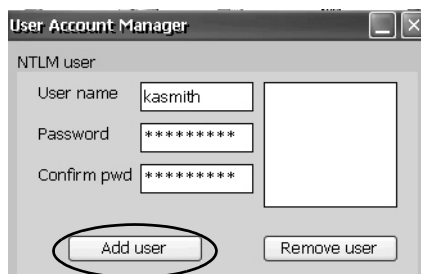 User Account Manager
NTLM user
User name kasmith
Password *********
Confirm pwd *********
Add user Remove user